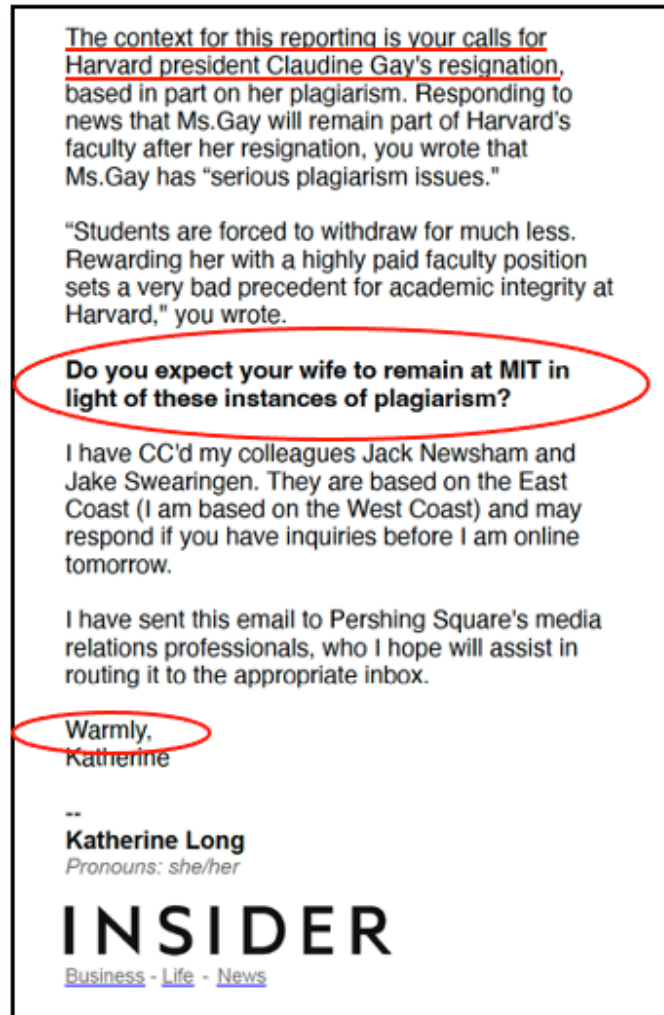 The context for this reporting is your calls for
Harvard president Claudine Gay's resignation,
based in part on her plagiarism. Responding to
news that Ms.Gay will remain part of Harvard's
faculty after her resignation, you wrote that
Ms.Gay has “serious plagiarism issues."
“Students are forced to withdraw for much less.
Rewarding her with a highly paid faculty position
sets a very bad precedent for academic integrity at
Harvard," you wrote.
Do you expect your wife to remain at MIT in
light of these instances of plagiarism?
I have CC'd my colleagues Jack Newsham and
Jake Swearingen. They are based on the East
Coast (I am based on the West Coast) and may
respond if you have inquiries before I am online
tomorrow.
I have sent this email to Pershing Square's media
relations professionals, who I hope will assist in
routing it to the appropriate inbox.
Warmly,
Katherine
--
Katherine Long
Pronouns: she/her
INSIDER
Business - Life - News